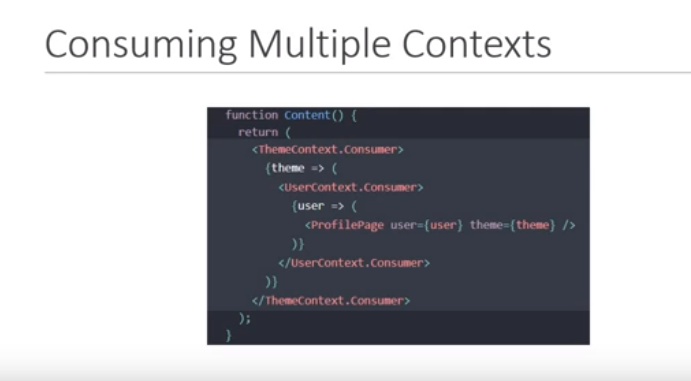 Consuming Multiple Contexts
function Content() {
return (
<ThemeContext.Consumer>
{theme => (
<UserContext.Consumer>
{user => (
<ProfilePage user={user} theme={theme} />
)}
</UserContext.Consumer>
)}
</ThemeContext.Consumer>
);
}